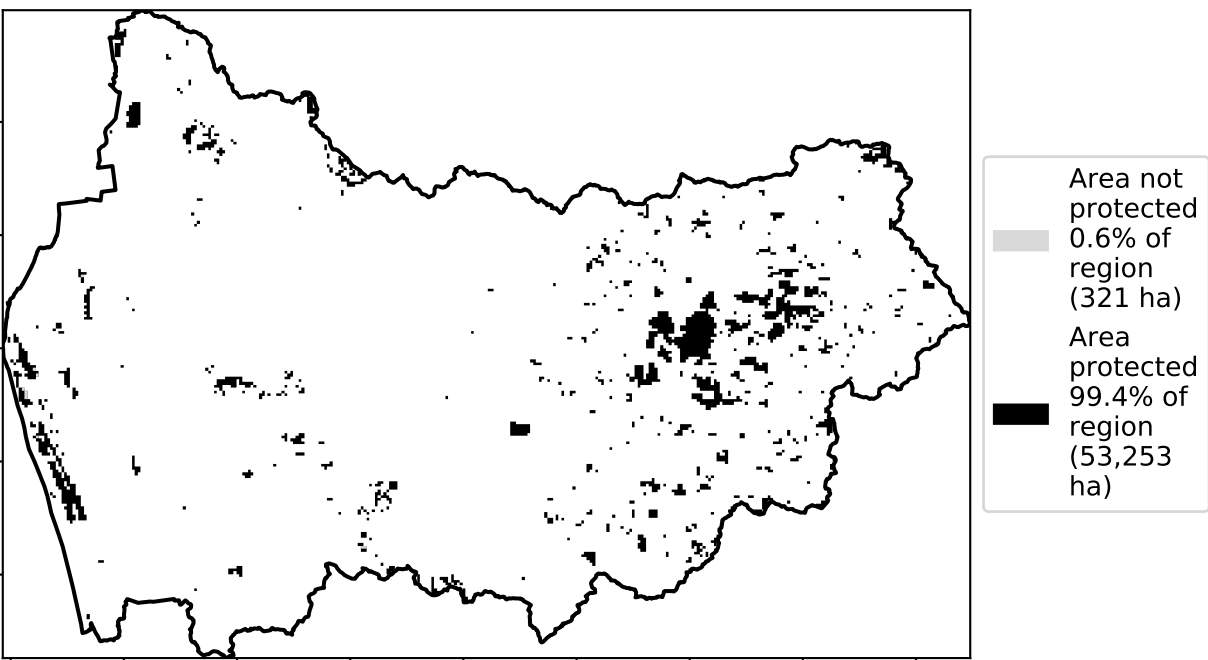 Area not
protected
0.6% of
region
(321 ha)
Area
protected
99.4% of
region
(53,253
ha)